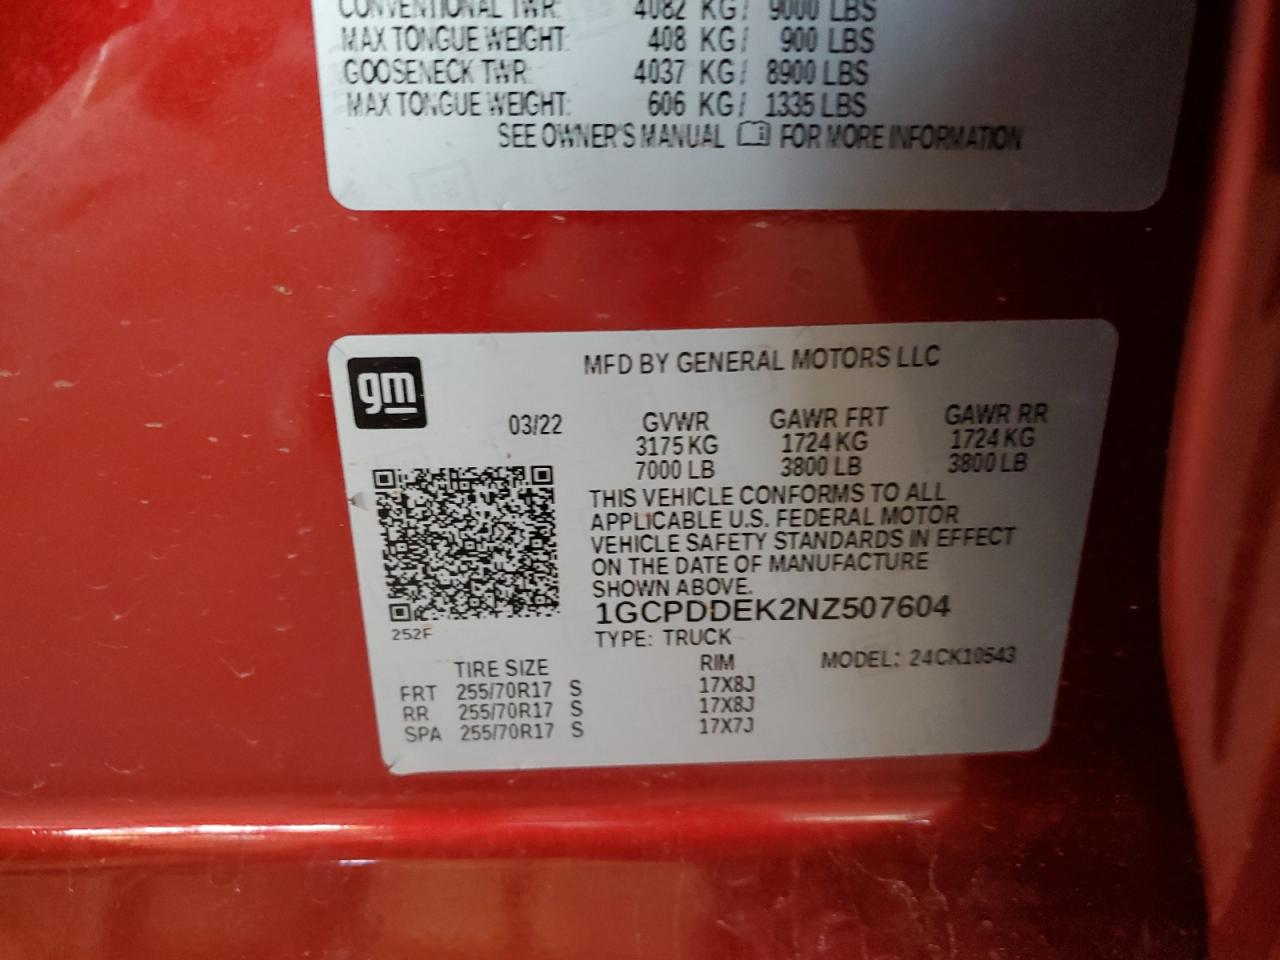 CONVENTIONAL TWR: 4082 KG/ 9000 LBS
MAX TONGUE WEIGHT: 408 KG/ 900 LBS
GOOSENECK TWR: 4037 KG/ 8900 LBS
MAX TONGUE WEIGHT: 606 KG/ 1335 LBS
SEE OWNER'S MANUAL FOR MORE INFORMATION
gm
MFD BY GENERAL MOTORS LLC
03/22 GVWR GAWR FRT GAWR RR
3175 KG 1724 KG 1724 KG
7000 LB 3800 LB 3800 LB
THIS VEHICLE CONFORMS TO ALL
APPLICABLE U.S. FEDERAL MOTOR
VEHICLE SAFETY STANDARDS IN EFFECT
ON THE DATE OF MANUFACTURE
SHOWN ABOVE.
1GCPDDEK2NZ507604
252F
TYPE: TRUCK
TIRE SIZE RIM MODEL: 24CK10543
FRT 255/70R17 S 17X8J
RR 255/70R17 S 17X8J
SPA 255/70R17 S 17X7J